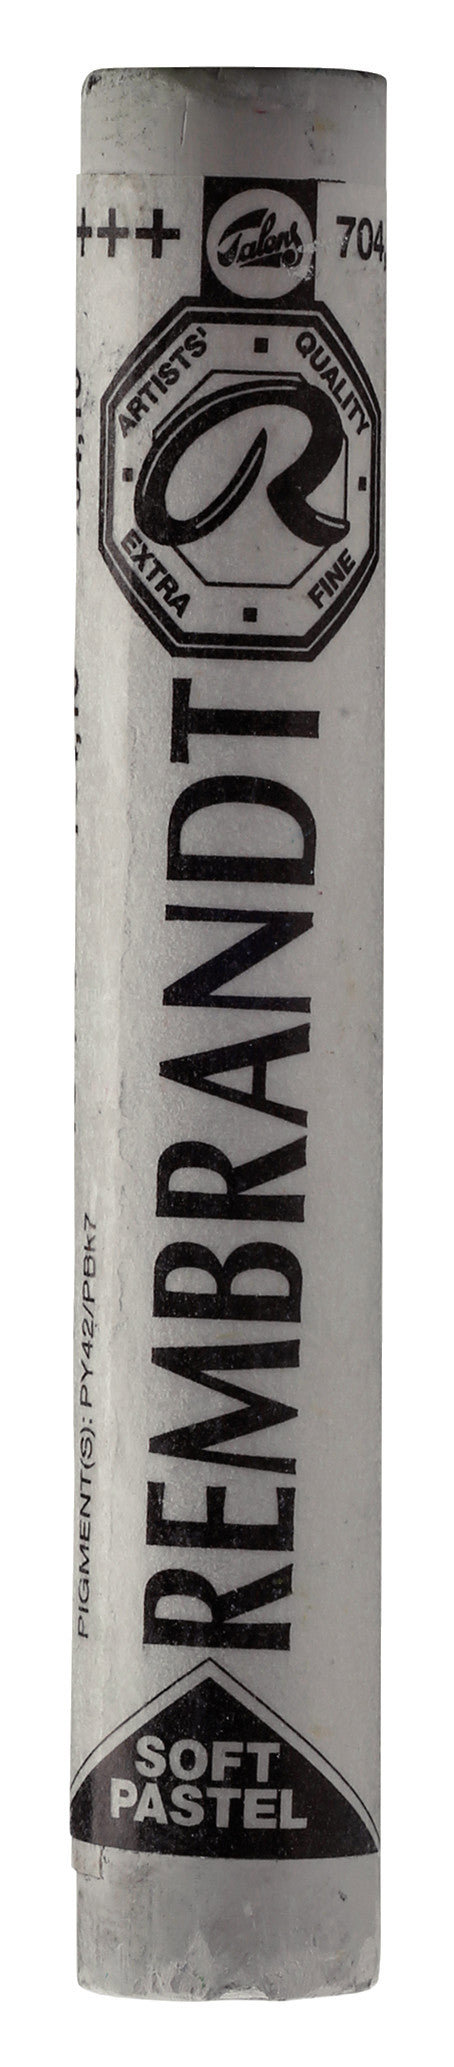 +++
Talens
704,
ARTISTS' QUALITY
EXTRA FINE
R
REMBRANDT
PIGMENT(S): PY42/PBk7
SOFT
PASTEL